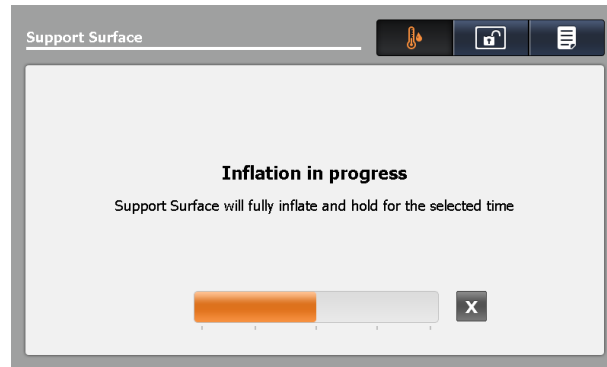 Support Surface
Inflation in progress
Support Surface will fully inflate and hold for the selected time
X